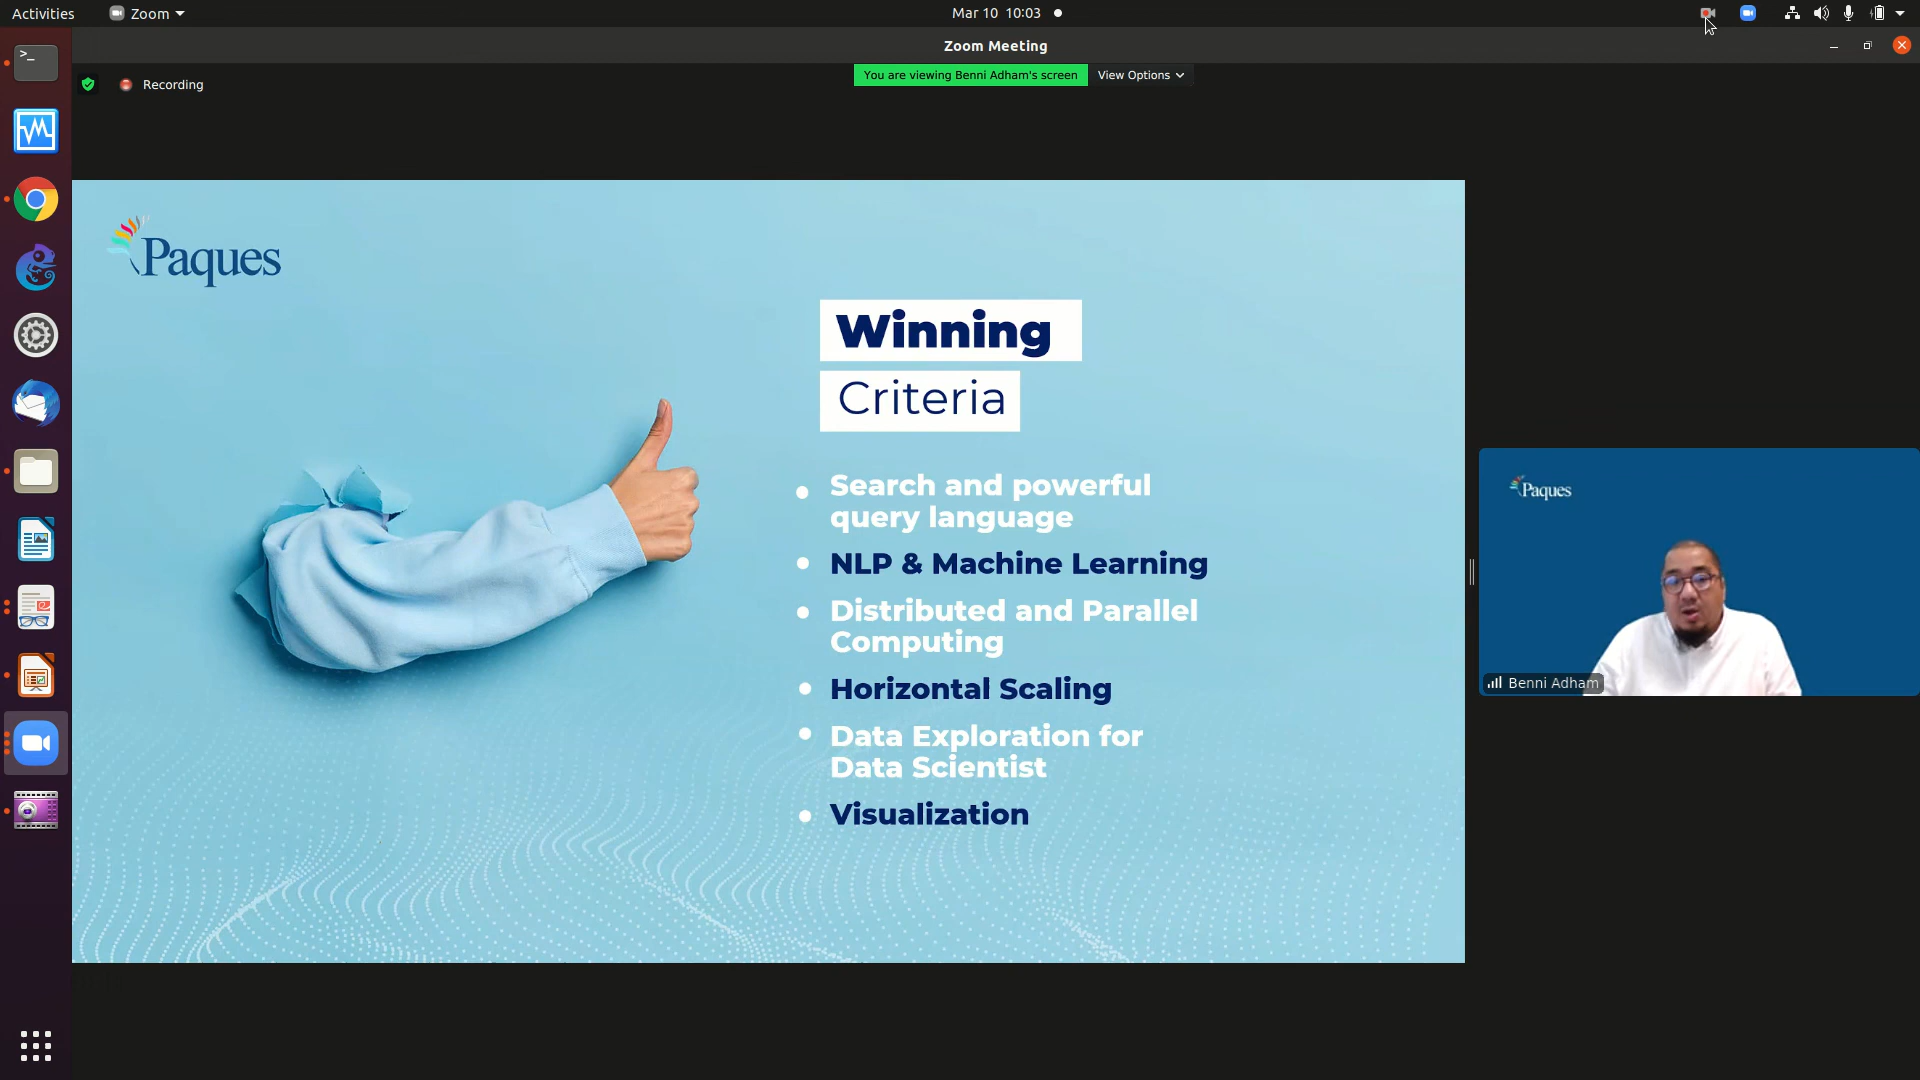 Activities
Zoom
Mar 10 10:03
Zoom Meeting
Recording
You are viewing Benni Adham's screen
View Options
Paques
Winning
Criteria
Search and powerful
query language
NLP & Machine Learning
Distributed and Parallel
Computing
Horizontal Scaling
Data Exploration for
Data Scientist
Visualization
Paques
Benni Adham